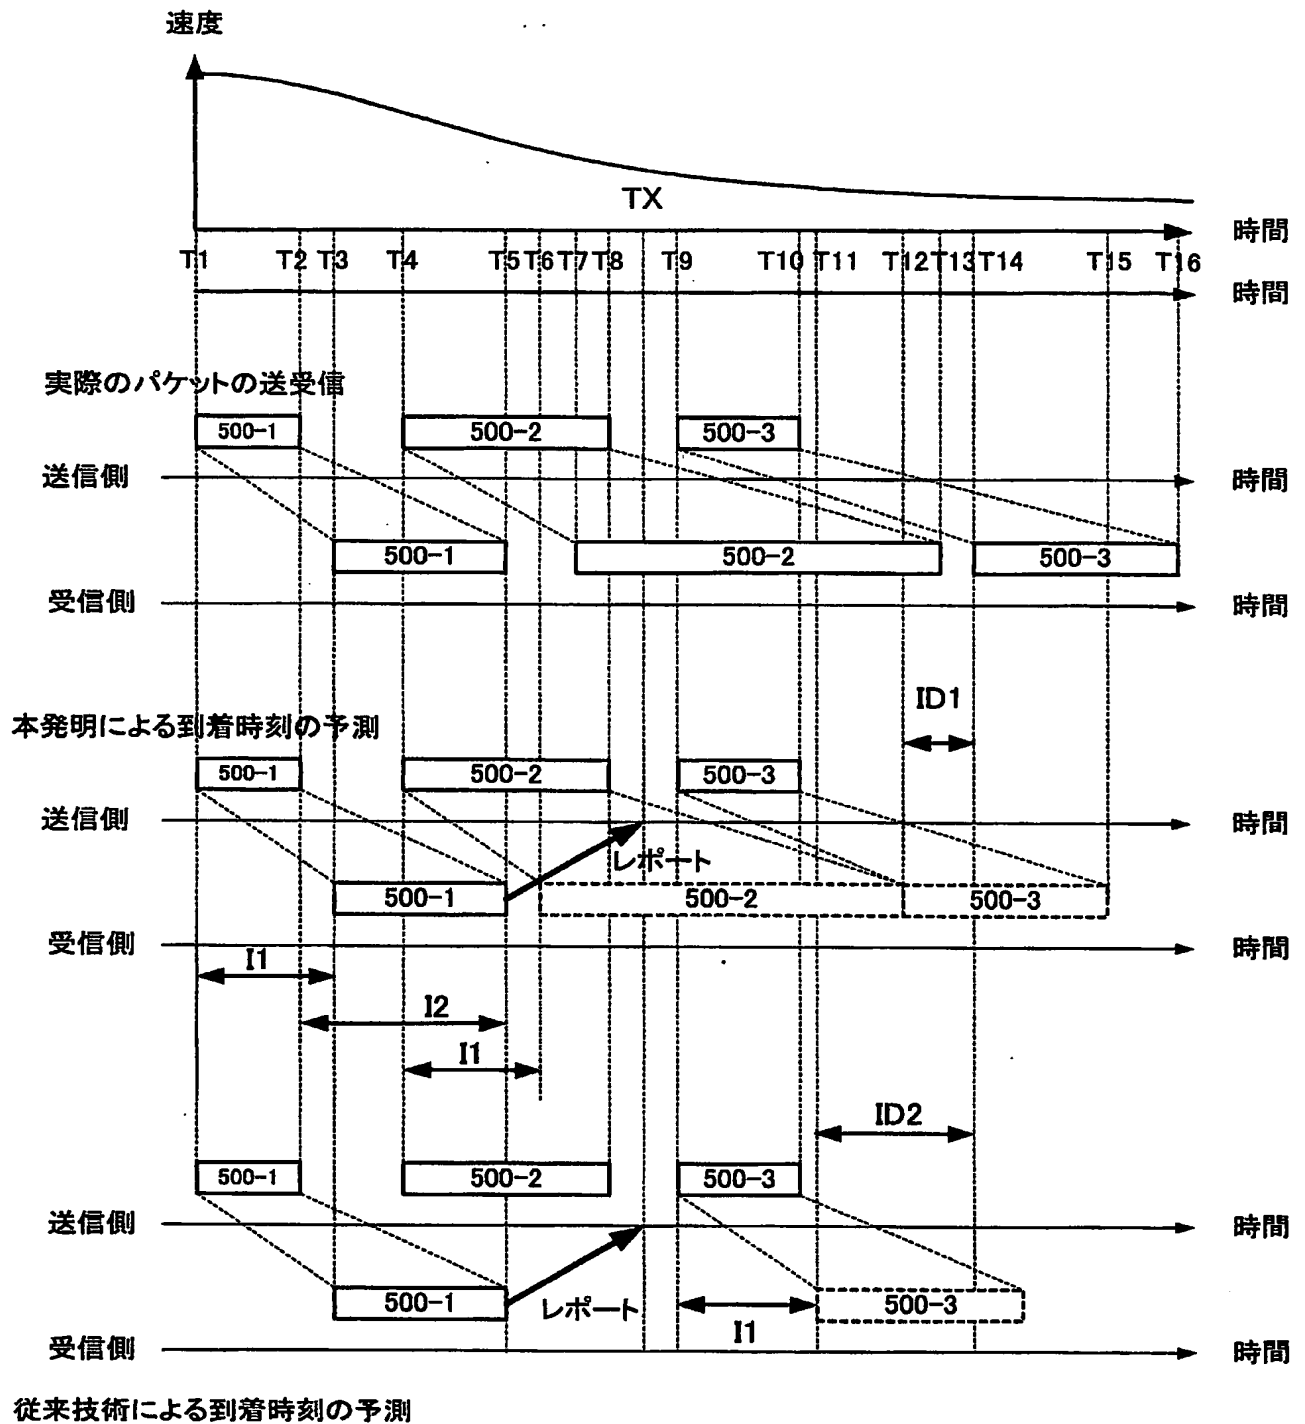 速度
TX
時間
T1 T2 T3 T4 T5 T6 T7 T8 T9 T10 T11 T12 T13 T14 T15 T16
時間
実際のパケットの送受信
500-1 500-2 500-3
送信側 時間
500-1 500-2 500-3
受信側 時間
ID1
本発明による到着時刻の予測
500-1 500-2 500-3
送信側 時間
レポート
500-1 500-2 500-3
受信側 時間
I1
I2
I1
ID2
500-1 500-2 500-3
送信側 時間
500-1 レポート 500-3
I1
受信側 時間
従来技術による到着時刻の予測